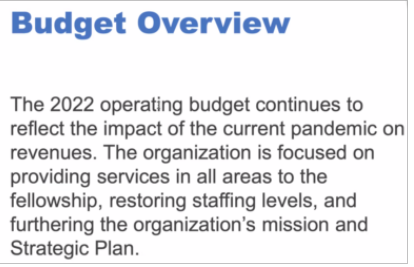 Budget Overview
The 2022 operating budget continues to
reflect the impact of the current pandemic on
revenues. The organization is focused on
providing services in all areas to the
fellowship, restoring staffing levels, and
furthering the organization's mission and
Strategic Plan.